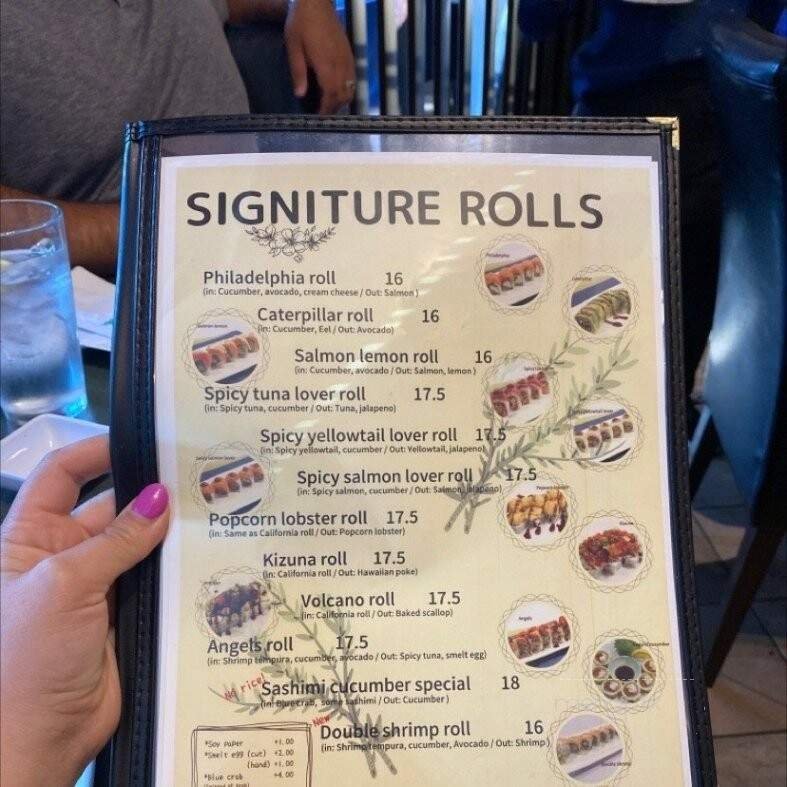 SIGNITURE ROLLS
Philadelphia roll 16
(in: Cucumber, avocado, cream cheese / Out: Salmon)
Caterpillar roll 16
(in: Cucumber, Eel / Out: Avocado)
Salmon lemon roll 16
(in: Cucumber, avocado / Out: Salmon, lemon)
Spicy tuna lover roll 17.5
(in: Spicy tuna, cucumber / Out: Tuna, jalapeno)
Spicy yellowtail lover roll 17.5
(in: Spicy yellowtail, cucumber / Out: Yellowtail, jalapeno)
Spicy salmon lover roll 17.5
(in: Spicy salmon, cucumber / Out: Salmon, jalapeno)
Popcorn lobster roll 17.5
(in: Same as California roll / Out: Popcorn lobster)
Kizuna roll 17.5
(in: California roll / Out: Hawaiian poke)
Volcano roll 17.5
(in: California roll / Out: Baked scallop)
Angels roll 17.5
(in: Shrimp tempura, cucumber, avocado / Out: Spicy tuna, smelt egg)
No rice!
Sashimi cucumber special 18
(in: Blue crab, some sashimi / Out: Cucumber)
New
Double shrimp roll 16
(in: Shrimp tempura, cucumber, Avocado / Out: Shrimp)
*Soy paper +1.00
*Smelt egg (cut) +2.00
(hand) +1.00
*Blue crab +4.00